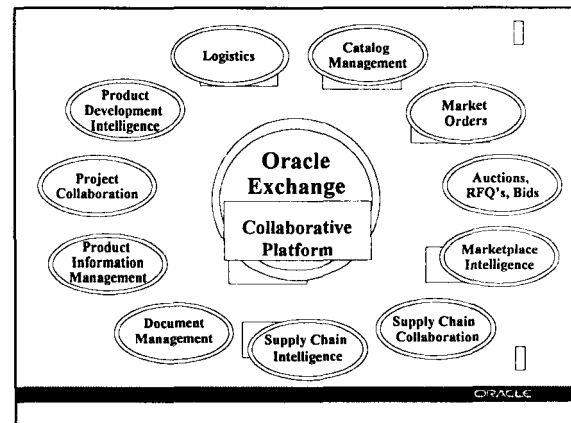 Logistics
Catalog
Management
Product
Development
Intelligence
Market
Orders
Oracle
Exchange
Project
Collaboration
Auctions,
RFQ's, Bids
Collaborative
Platform
Product
Information
Management
Marketplace
Intelligence
Document
Management
Supply Chain
Intelligence
Supply Chain
Collaboration
ORACLE